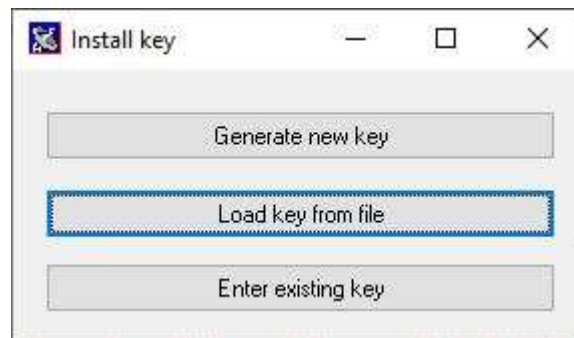 Install key
Generate new key
Load key from file
Enter existing key